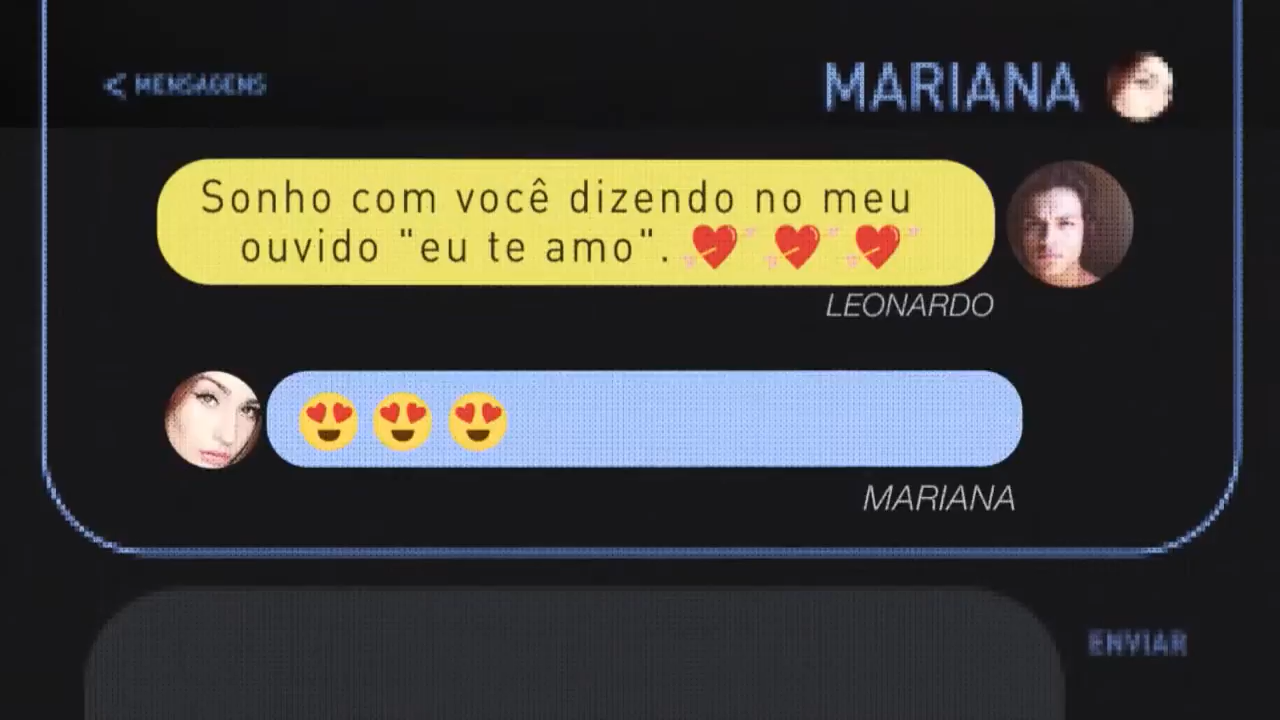 < MENSAGENS
MARIANA
Sonho com você dizendo no meu
ouvido "eu te amo". 💘 💘 💘
LEONARDO
😍 😍 😍
MARIANA
ENVIAR